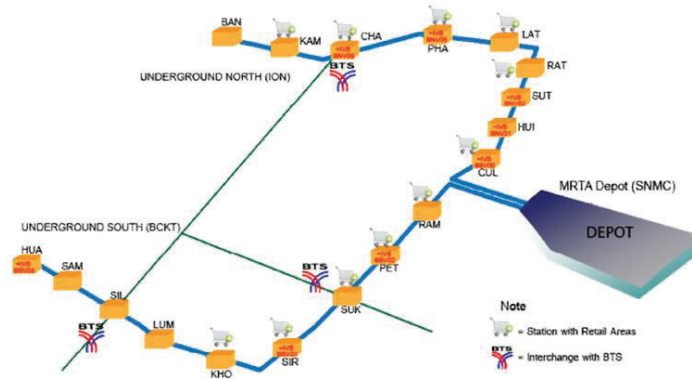 BAN
KAM
CHA
BTS
PHA
LAT
RAT
SUT
HUI
CUL
UNDERGROUND NORTH (ION)
MRTA Depot (SNMC)
DEPOT
RAM
PET
UNDERGROUND SOUTH (BCKT)
HUA
SAM
SIL
BTS
LUM
KHO
SIR
SUK
BTS
Note
= Station with Retail Areas
BTS
= Interchange with BTS